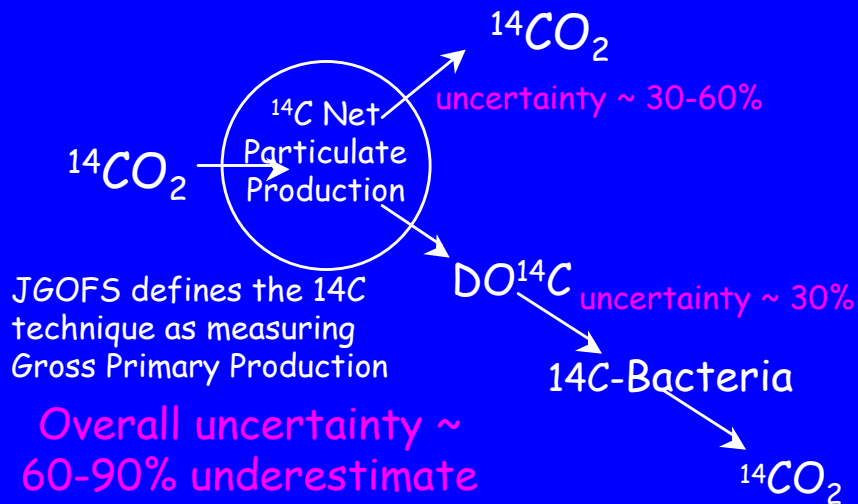 ¹⁴CO₂
uncertainty ~ 30-60%
¹⁴C Net
Particulate
Production
¹⁴CO₂
DO¹⁴C
uncertainty ~ 30%
JGOFS defines the 14C
technique as measuring
Gross Primary Production
14C-Bacteria
Overall uncertainty ~
60-90% underestimate
¹⁴CO₂